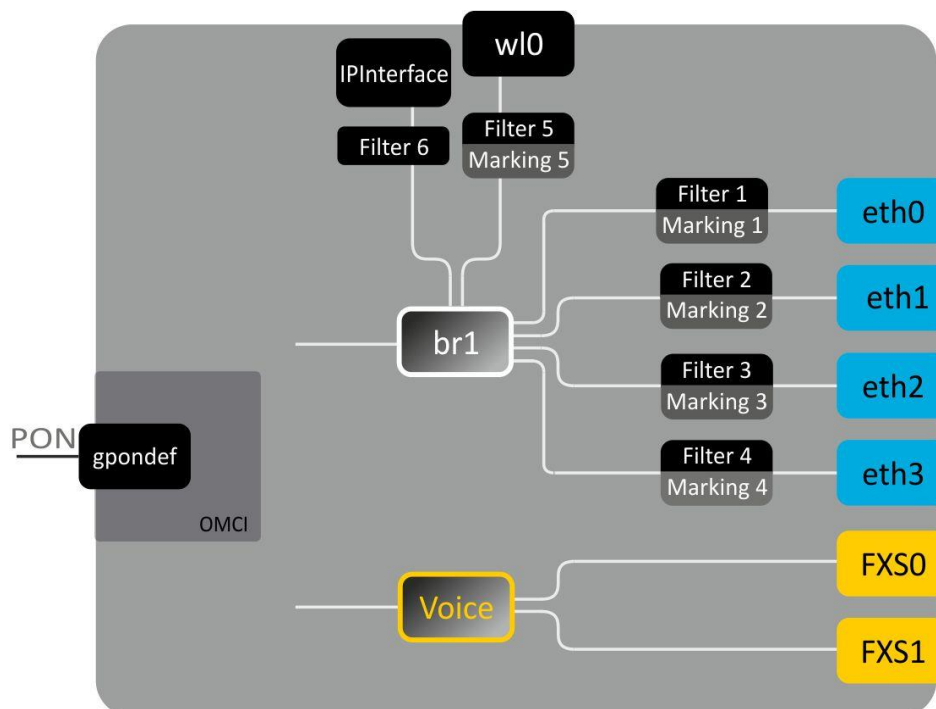 wl0
IPInterface
Filter 6
Filter 5
Marking 5
Filter 1
Marking 1
eth0
Filter 2
Marking 2
eth1
br1
Filter 3
Marking 3
eth2
PON
gpondef
Filter 4
Marking 4
eth3
OMCI
FXS0
Voice
FXS1